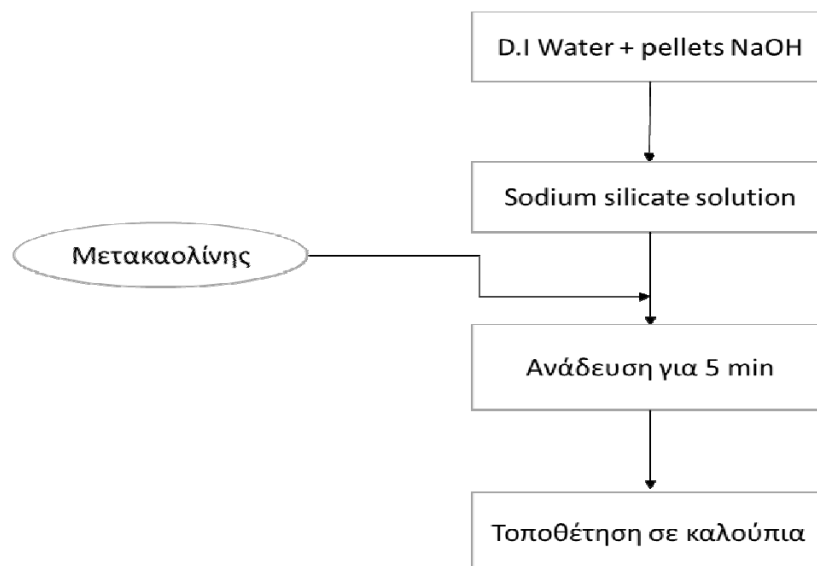 D.I Water + pellets NaOH
Sodium silicate solution
Μετακαολίνης
Ανάδευση για 5 min
Τοποθέτηση σε καλούπια